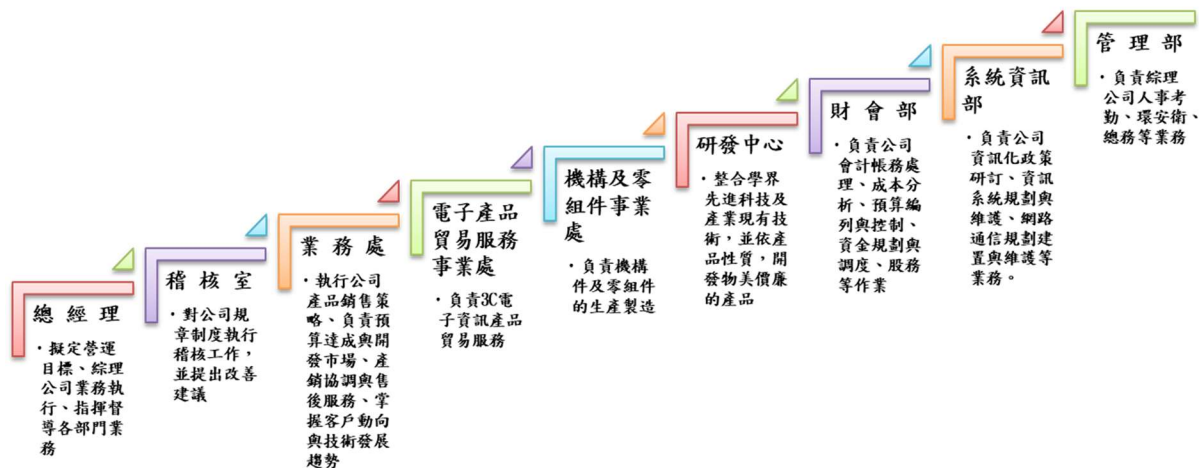 總經理
・擬定營運
目標、綜理
公司業務執
行、指揮督
導各部門業
務
稽核室
・對公司規
章制度執行
稽核工作，
並提出改善
建議
業務處
・執行公司
產品銷售策
略、負責預
算達成與開
發市場、產
銷協調與售
後服務、掌
握客戶動向
與技術發展
趨勢
電子產品
貿易服務
事業處
・負責3C電
子資訊產品
貿易服務
機構及零
組件事業
處
・負責機構
件及零組件
的生產製造
研發中心
・整合學界
先進科技及
產業現有技
術，並依產
品性質，開
發物美價廉
的產品
財會部
・負責公司
會計帳務處
理、成本分
析、預算編
列與控制、
資金規劃與
調度、股務
等作業
系統資訊
部
・負責公司
資訊化政策
研訂、資訊
系統規劃與
維護、網路
通信規劃建
置與維護等
業務。
管理部
・負責綜理
公司人事考
勤、環安衛、
總務等業務